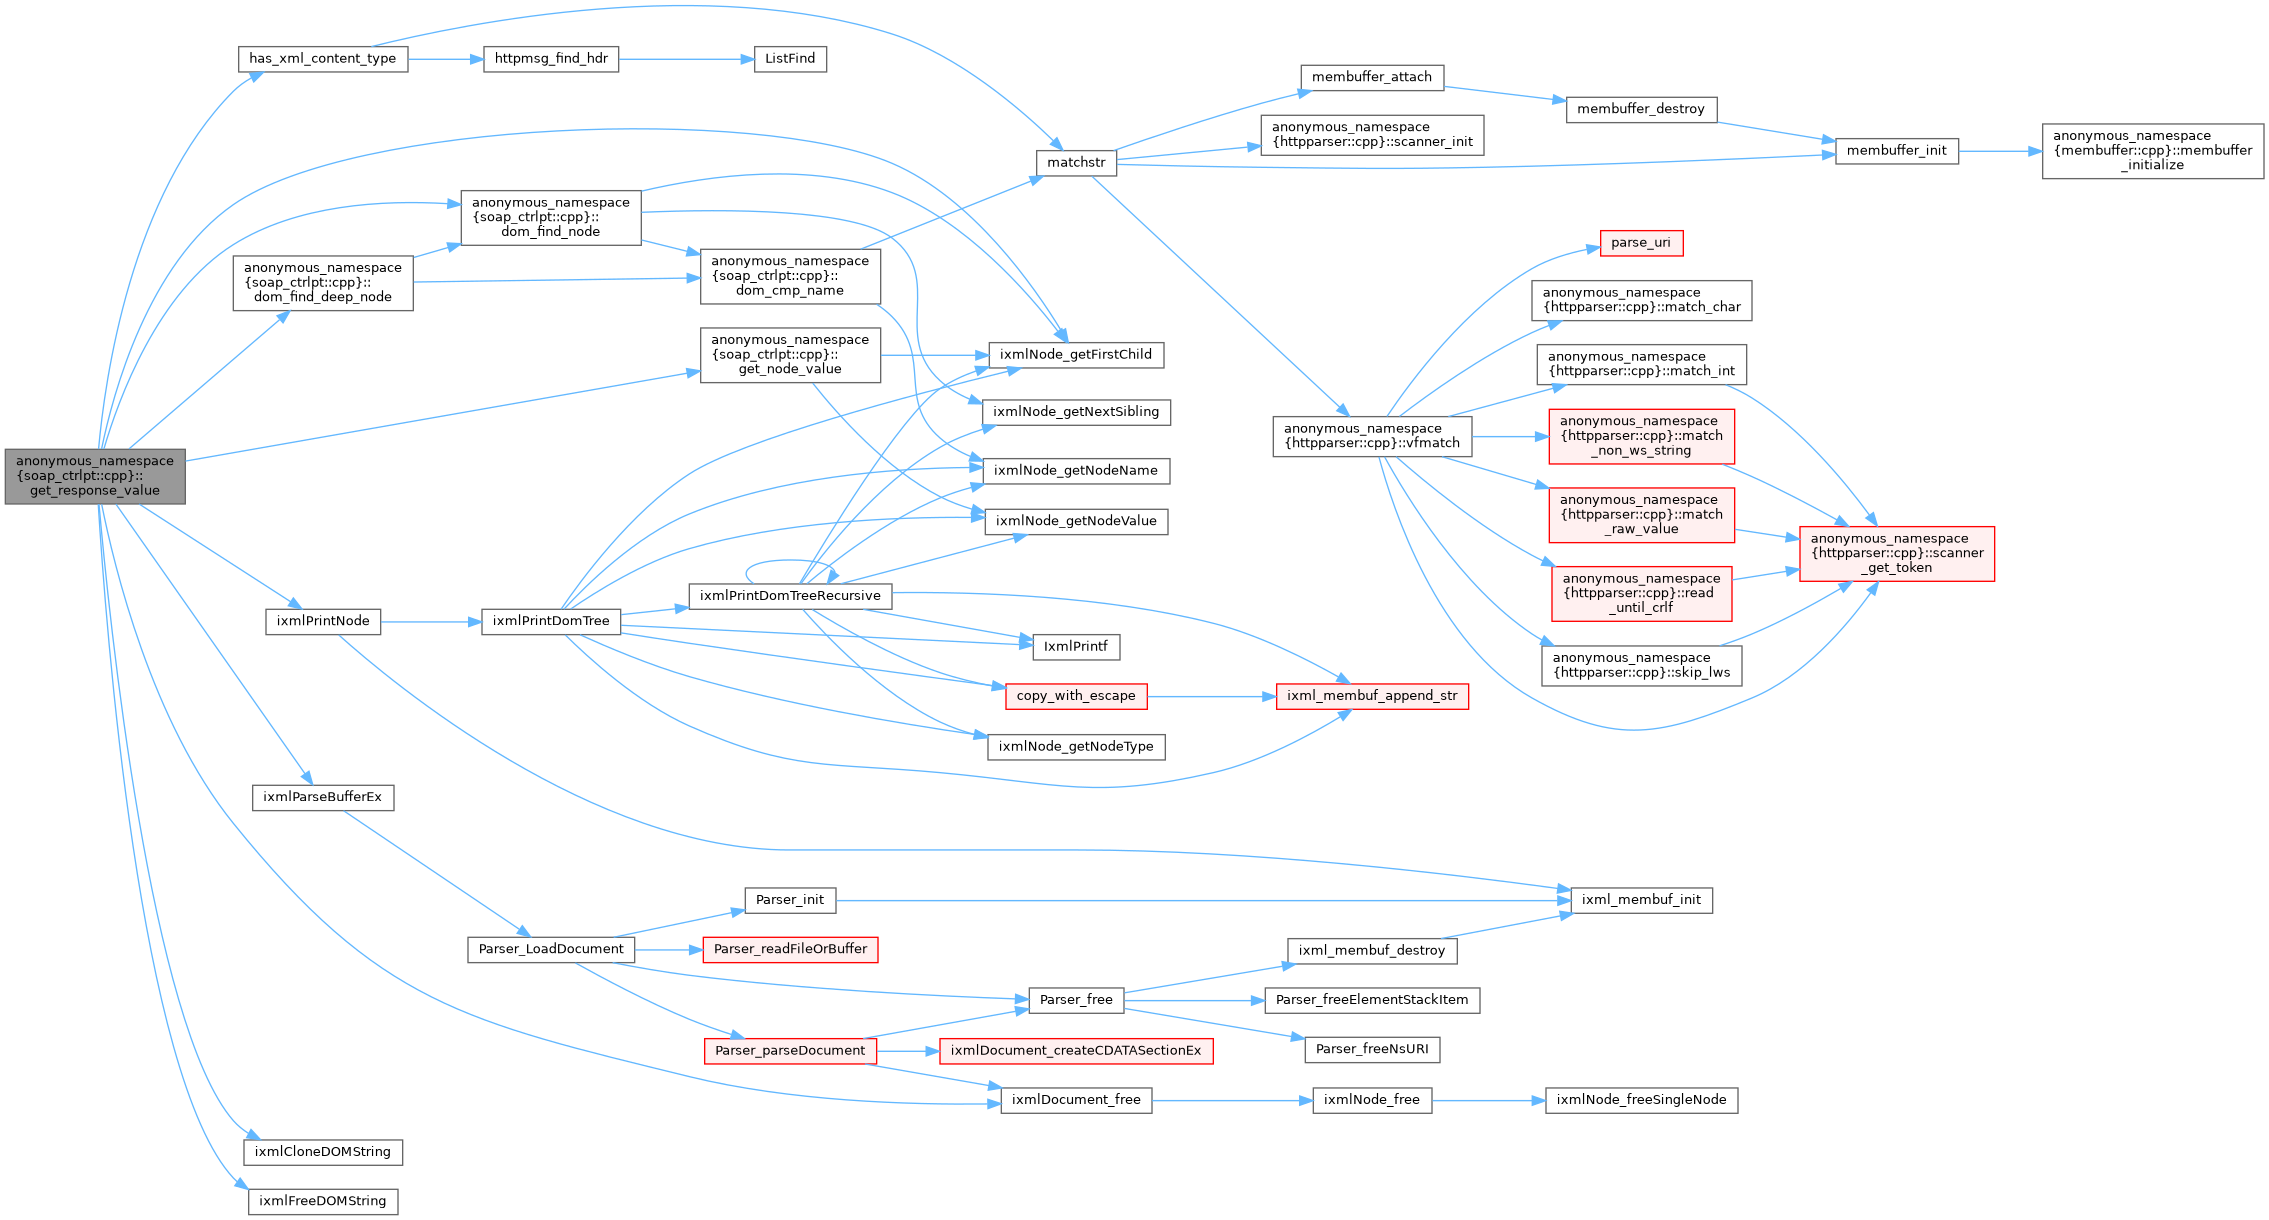 has_xml_content_type
httpmsg_find_hdr
ListFind
membuffer_attach
membuffer_destroy
anonymous_namespace
{httpparser::cpp}::scanner_init
matchstr
membuffer_init
anonymous_namespace
{membuffer::cpp}::membuffer
_initialize
anonymous_namespace
{soap_ctrlpt::cpp}::
dom_find_node
anonymous_namespace
{soap_ctrlpt::cpp}::
dom_find_deep_node
anonymous_namespace
{soap_ctrlpt::cpp}::
dom_cmp_name
parse_uri
anonymous_namespace
{httpparser::cpp}::match_char
anonymous_namespace
{soap_ctrlpt::cpp}::
get_node_value
ixmlNode_getFirstChild
anonymous_namespace
{httpparser::cpp}::match_int
ixmlNode_getNextSibling
anonymous_namespace
{httpparser::cpp}::vfmatch
anonymous_namespace
{httpparser::cpp}::match
_non_ws_string
anonymous_namespace
{soap_ctrlpt::cpp}::
get_response_value
ixmlNode_getNodeName
ixmlNode_getNodeValue
anonymous_namespace
{httpparser::cpp}::match
_raw_value
anonymous_namespace
{httpparser::cpp}::scanner
_get_token
ixmlPrintNode
ixmlPrintDomTree
ixmlPrintDomTreeRecursive
anonymous_namespace
{httpparser::cpp}::read
_until_crlf
IxmlPrintf
anonymous_namespace
{httpparser::cpp}::skip_lws
copy_with_escape
ixml_membuf_append_str
ixmlNode_getNodeType
ixmlParseBufferEx
Parser_init
ixml_membuf_init
Parser_LoadDocument
Parser_readFileOrBuffer
ixml_membuf_destroy
Parser_free
Parser_freeElementStackItem
Parser_parseDocument
ixmlDocument_createCDATASectionEx
Parser_freeNsURI
ixmlDocument_free
ixmlNode_free
ixmlNode_freeSingleNode
ixmlCloneDOMString
ixmlFreeDOMString